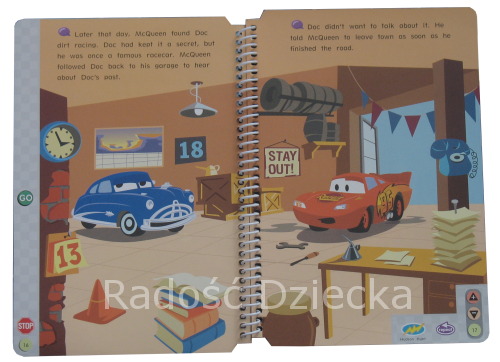 Later that day, McQueen found Doc
dirt racing. Doc had kept it a secret, but
he was once a famous racecar. McQueen
followed Doc back to his garage to hear
about Doc's past.
Doc didn't want to talk about it. He
told McQueen to leave town as soon as he
finished the road.
18
STAY
OUT!
GO
13
Radość Dziecka
STOP
16
17